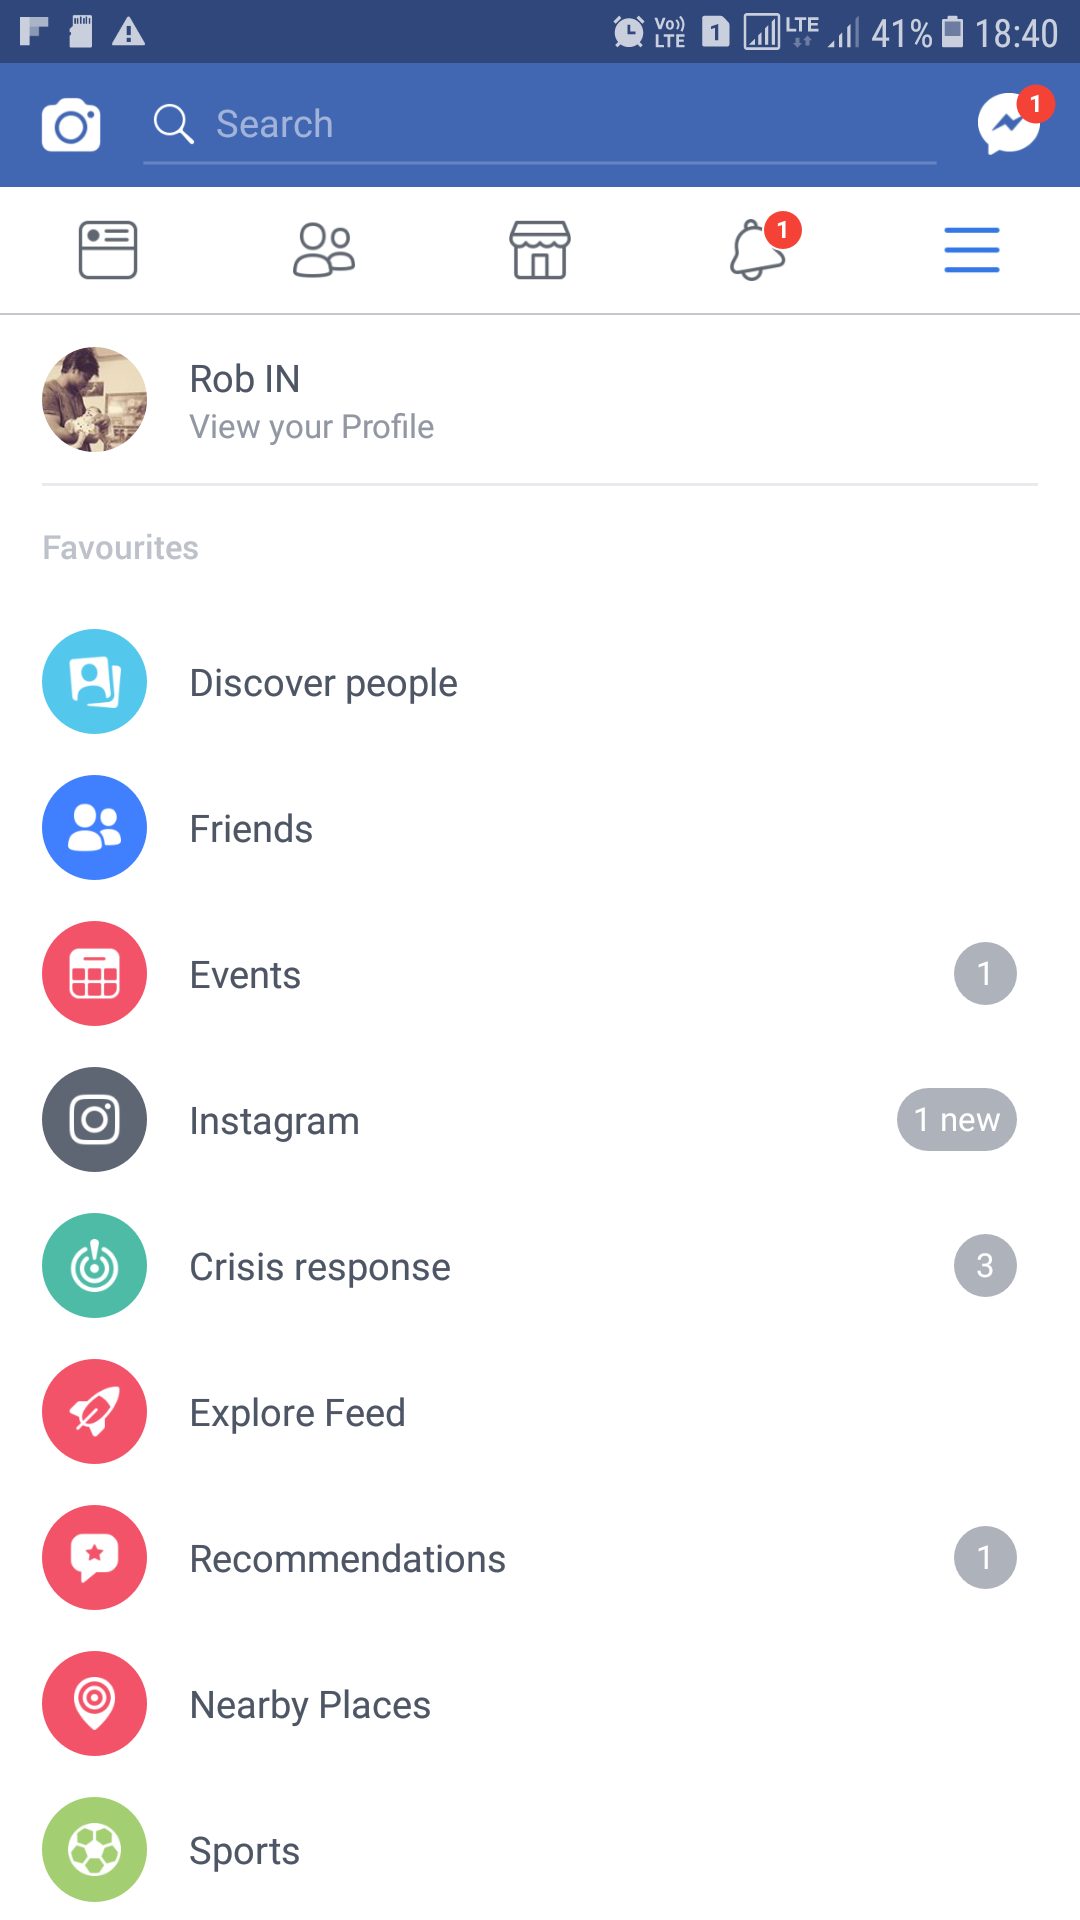 Vo)) LTE 1 LTE 41% 18:40
Search 1
1
Rob IN
View your Profile
Favourites
Discover people
Friends
Events 1
Instagram 1 new
Crisis response 3
Explore Feed
Recommendations 1
Nearby Places
Sports